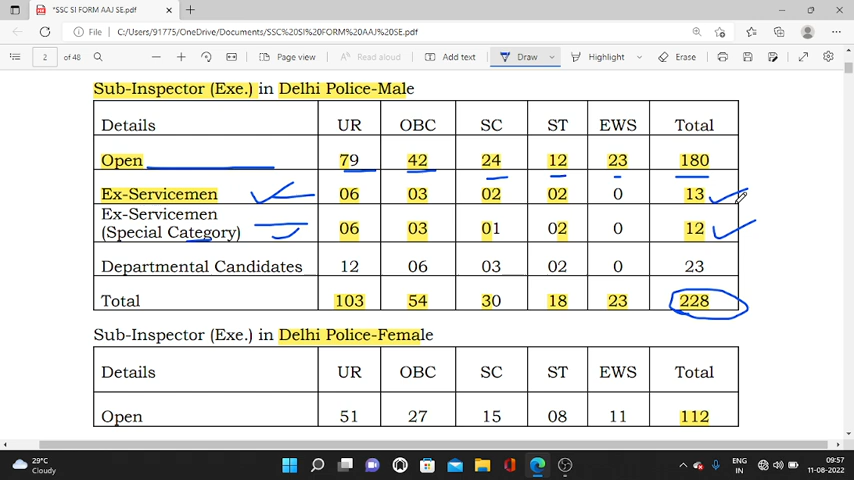 *SSC SI FORM AAJ SE.pdf
File
C:/Users/91775/OneDrive/Documents/SSC%20SI%20FORM%20AAJ%20SE.pdf
2 of 48
Page view
Read aloud
Add text
Draw
Highlight
Erase
Sub-Inspector (Exe.) in Delhi Police-Male
Details UR OBC SC ST EWS Total
Open 79 42 24 12 23 180
Ex-Servicemen 06 03 02 02 0 13
Ex-Servicemen
(Special Category) 06 03 01 02 0 12
Departmental Candidates 12 06 03 02 0 23
Total 103 54 30 18 23 228
Sub-Inspector (Exe.) in Delhi Police-Female
Details UR OBC SC ST EWS Total
Open 51 27 15 08 11 112
29°C
Cloudy
ENG
IN
09:57
11-08-2022